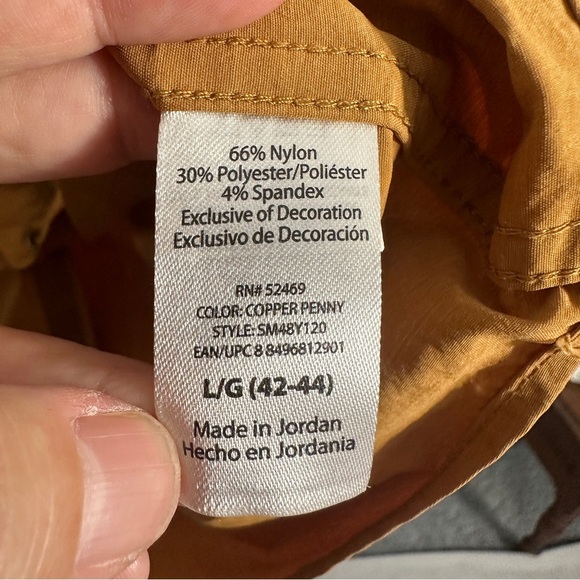 66% Nylon
30% Polyester/Poliéster
4% Spandex
Exclusive of Decoration
Exclusivo de Decoración
RN# 52469
COLOR: COPPER PENNY
STYLE: SM48Y120
EAN/UPC 8 8496812901
L/G (42-44)
Made in Jordan
Hecho en Jordania